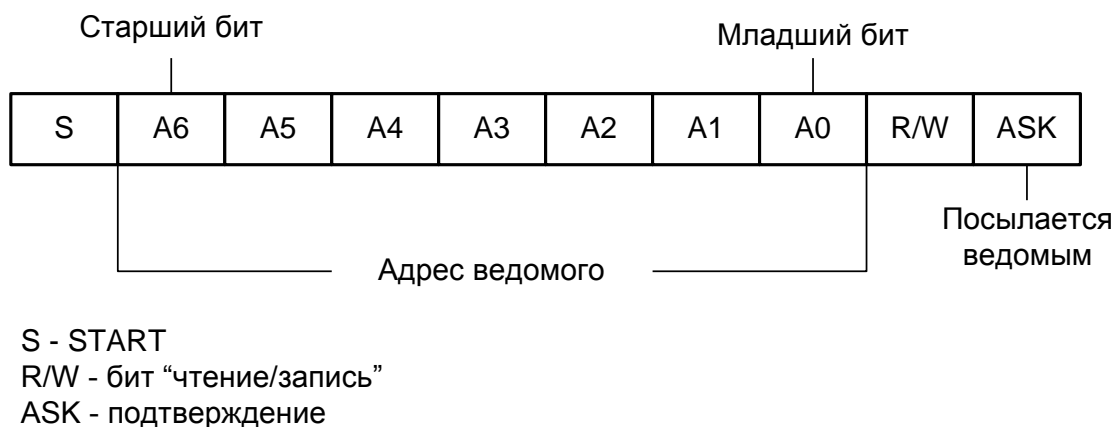 Старший бит
Младший бит
S A6 A5 A4 A3 A2 A1 A0 R/W ASK
Посылается
ведомым
Адрес ведомого
S - START
R/W - бит “чтение/запись”
ASK - подтверждение